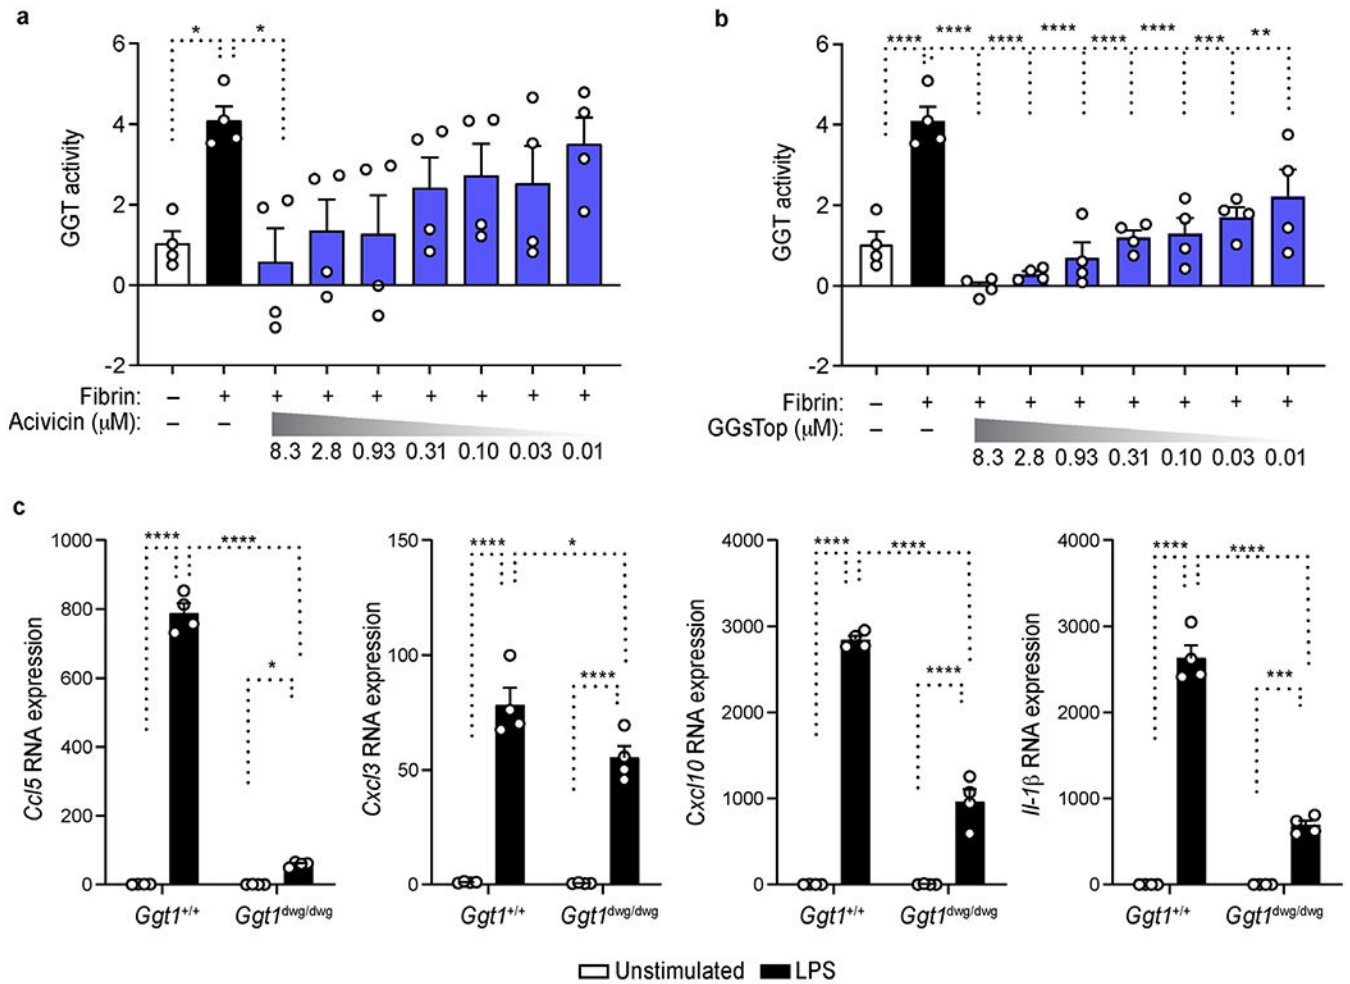 a
* *
6
4
2
0
-2
GGT activity
Fibrin: – + + + + + + + +
Acivicin (µM): – –
8.3 2.8 0.93 0.31 0.10 0.03 0.01
b
**** **** **** **** **** **** *** **
6
4
2
0
-2
GGT activity
Fibrin: – + + + + + + + +
GGsTop (µM): – –
8.3 2.8 0.93 0.31 0.10 0.03 0.01
c
**** ****
*
1000
800
600
400
200
0
Ccl5 RNA expression
Ggt1+/+ Ggt1dwg/dwg
**** *
****
150
100
50
0
Cxcl3 RNA expression
Ggt1+/+ Ggt1dwg/dwg
**** ****
****
4000
3000
2000
1000
0
Cxcl10 RNA expression
Ggt1+/+ Ggt1dwg/dwg
**** ****
***
4000
3000
2000
1000
0
Il-1β RNA expression
Ggt1+/+ Ggt1dwg/dwg
Unstimulated LPS